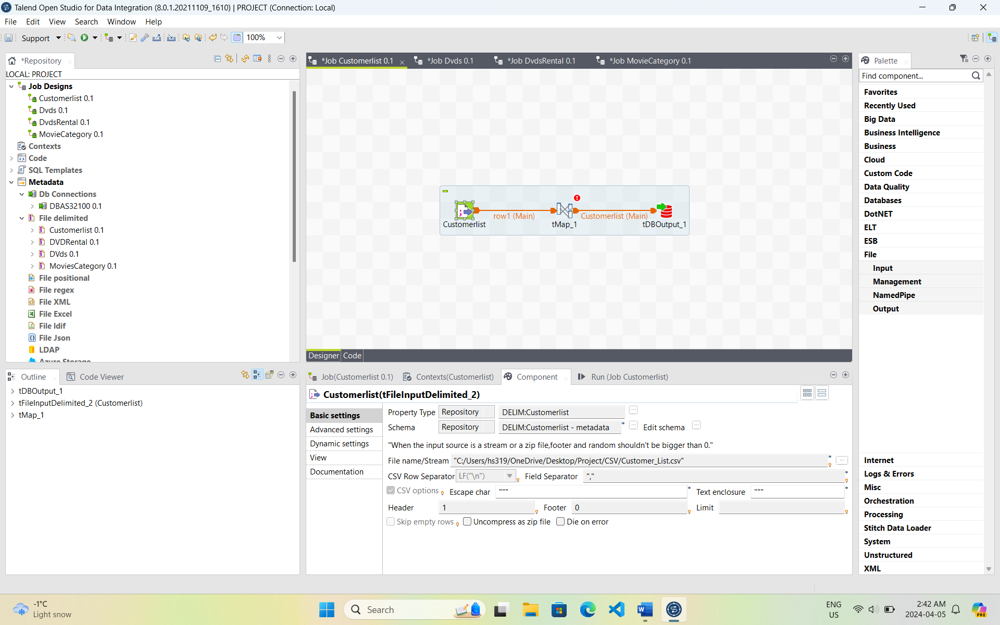 Talend Open Studio for Data Integration (8.0.1.20211109_1610) | PROJECT (Connection: Local)
File Edit View Search Window Help
Support 100%
*Repository
LOCAL: PROJECT
Job Designs
Customerlist 0.1
Dvds 0.1
DvdsRental 0.1
MovieCategory 0.1
Contexts
Code
SQL Templates
Metadata
Db Connections
DBAS32100 0.1
File delimited
Customerlist 0.1
DVDRental 0.1
DVds 0.1
MoviesCategory 0.1
File positional
File regex
File XML
File Excel
File ldif
File Json
LDAP
Azure Storage
*Job Customerlist 0.1 *Job Dvds 0.1 *Job DvdsRental 0.1 *Job MovieCategory 0.1
row1 (Main) Customerlist (Main)
Customerlist tMap_1 tDBOutput_1
Designer Code
Palette
Find component...
Favorites
Recently Used
Big Data
Business Intelligence
Business
Cloud
Custom Code
Data Quality
Databases
DotNET
ELT
ESB
File
Input
Management
NamedPipe
Output
Internet
Logs & Errors
Misc
Orchestration
Processing
Stitch Data Loader
System
Unstructured
XML
Outline Code Viewer
tDBOutput_1
tFileInputDelimited_2 (Customerlist)
tMap_1
Job(Customerlist 0.1) Contexts(Customerlist) Component Run (Job Customerlist)
Customerlist(tFileInputDelimited_2)
Basic settings
Advanced settings
Dynamic settings
View
Documentation
Property Type Repository DELIM:Customerlist ...
Schema Repository DELIM:Customerlist - metadata * ... Edit schema ...
"When the input source is a stream or a zip file,footer and random shouldn't be bigger than 0."
File name/Stream "C:/Users/hs319/OneDrive/Desktop/Project/CSV/Customer_List.csv" * ...
CSV Row Separator LF("\n") Field Separator "," *
CSV options Escape char """ * Text enclosure """ *
Header 1 Footer 0 Limit
Skip empty rows Uncompress as zip file Die on error
-1°C
Light snow
Search
ENG
US
2:42 AM
2024-04-05
PRE